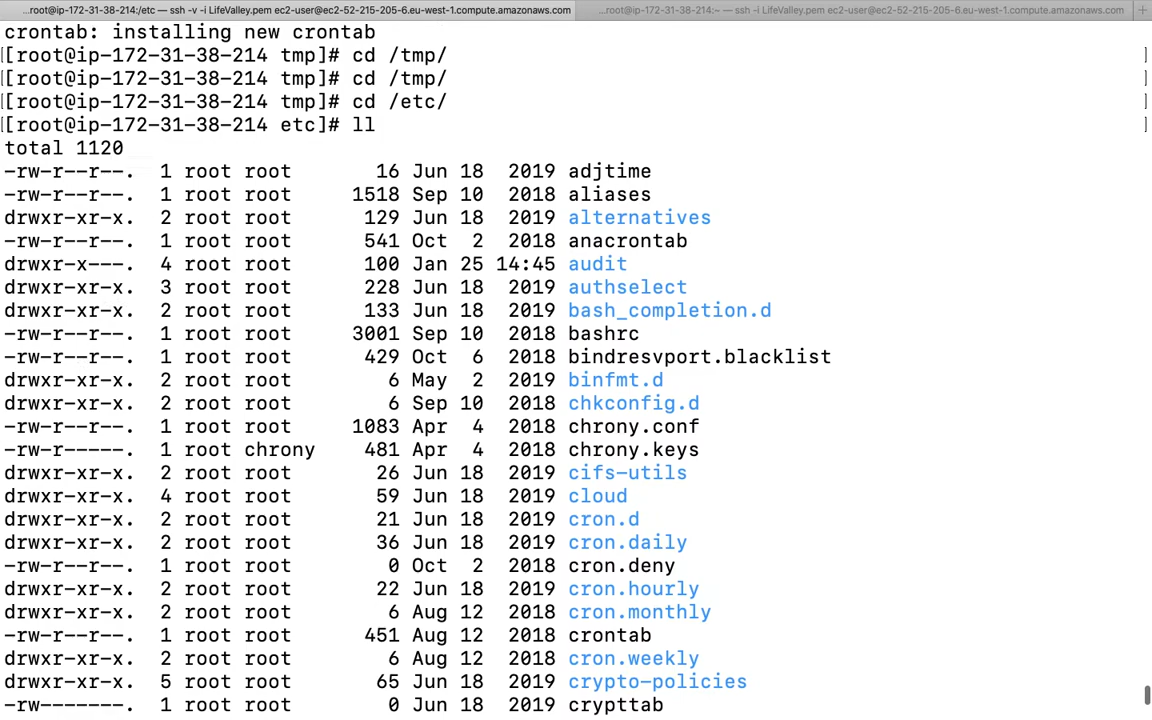 ...root@ip-172-31-38-214:/etc — ssh -v -i LifeValley.pem ec2-user@ec2-52-215-205-6.eu-west-1.compute.amazonaws.com ...root@ip-172-31-38-214:~ — ssh -i LifeValley.pem ec2-user@ec2-52-215-205-6.eu-west-1.compute.amazonaws.com +
crontab: installing new crontab
[[root@ip-172-31-38-214 tmp]# cd /tmp/ ]
[[root@ip-172-31-38-214 tmp]# cd /tmp/ ]
[[root@ip-172-31-38-214 tmp]# cd /etc/ ]
[[root@ip-172-31-38-214 etc]# ll ]
total 1120
-rw-r--r--. 1 root root 16 Jun 18 2019 adjtime
-rw-r--r--. 1 root root 1518 Sep 10 2018 aliases
drwxr-xr-x. 2 root root 129 Jun 18 2019 alternatives
-rw-r--r--. 1 root root 541 Oct 2 2018 anacrontab
drwxr-x---. 4 root root 100 Jan 25 14:45 audit
drwxr-xr-x. 3 root root 228 Jun 18 2019 authselect
drwxr-xr-x. 2 root root 133 Jun 18 2019 bash_completion.d
-rw-r--r--. 1 root root 3001 Sep 10 2018 bashrc
-rw-r--r--. 1 root root 429 Oct 6 2018 bindresvport.blacklist
drwxr-xr-x. 2 root root 6 May 2 2019 binfmt.d
drwxr-xr-x. 2 root root 6 Sep 10 2018 chkconfig.d
-rw-r--r--. 1 root root 1083 Apr 4 2018 chrony.conf
-rw-r-----. 1 root chrony 481 Apr 4 2018 chrony.keys
drwxr-xr-x. 2 root root 26 Jun 18 2019 cifs-utils
drwxr-xr-x. 4 root root 59 Jun 18 2019 cloud
drwxr-xr-x. 2 root root 21 Jun 18 2019 cron.d
drwxr-xr-x. 2 root root 36 Jun 18 2019 cron.daily
-rw-r--r--. 1 root root 0 Oct 2 2018 cron.deny
drwxr-xr-x. 2 root root 22 Jun 18 2019 cron.hourly
drwxr-xr-x. 2 root root 6 Aug 12 2018 cron.monthly
-rw-r--r--. 1 root root 451 Aug 12 2018 crontab
drwxr-xr-x. 2 root root 6 Aug 12 2018 cron.weekly
drwxr-xr-x. 5 root root 65 Jun 18 2019 crypto-policies
-rw-------. 1 root root 0 Jun 18 2019 crypttab